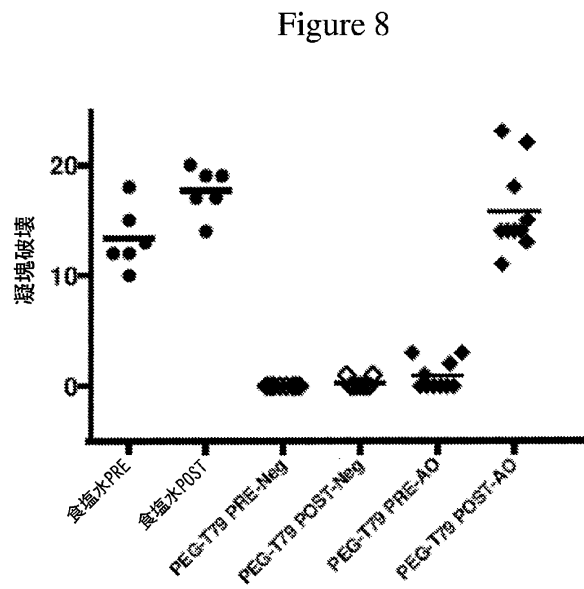 Figure 8
凝塊破壊
20
10
0
食塩水PRE
食塩水POST
PEG-T79 PRE-Neg
PEG-T79 POST-Neg
PEG-T79 PRE-AO
PEG-T79 POST-AO